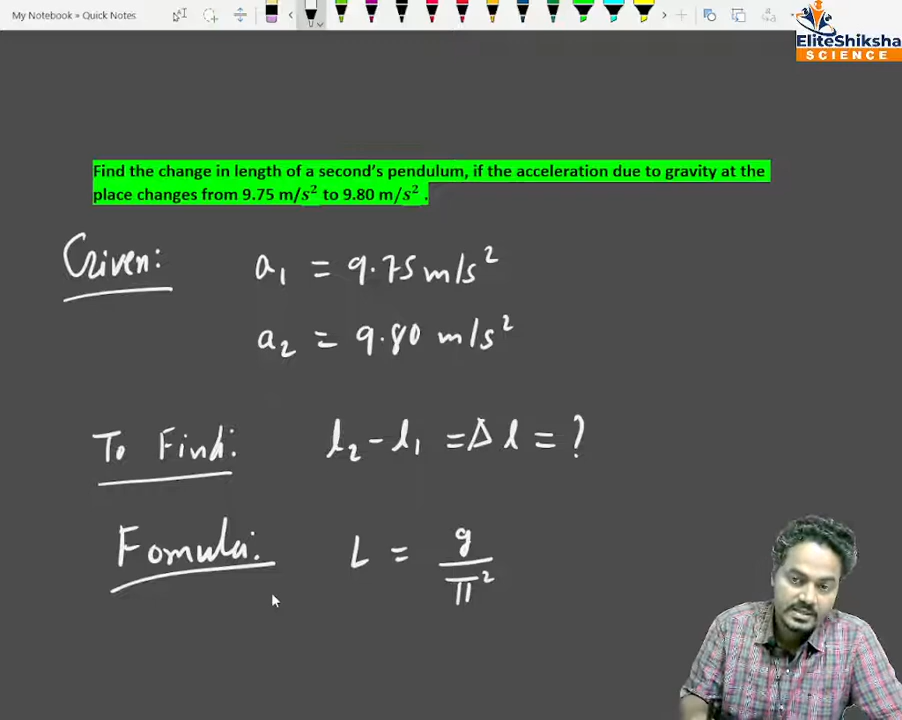 My Notebook » Quick Notes
EliteShiksha
SCIENCE
Find the change in length of a second's pendulum, if the acceleration due to gravity at the
place changes from 9.75 m/s² to 9.80 m/s² .
Given: a₁ = 9.75 m/s²
a₂ = 9.80 m/s²
To Find: l₂ - l₁ = Δl = ?
Fomula: L = g/π²